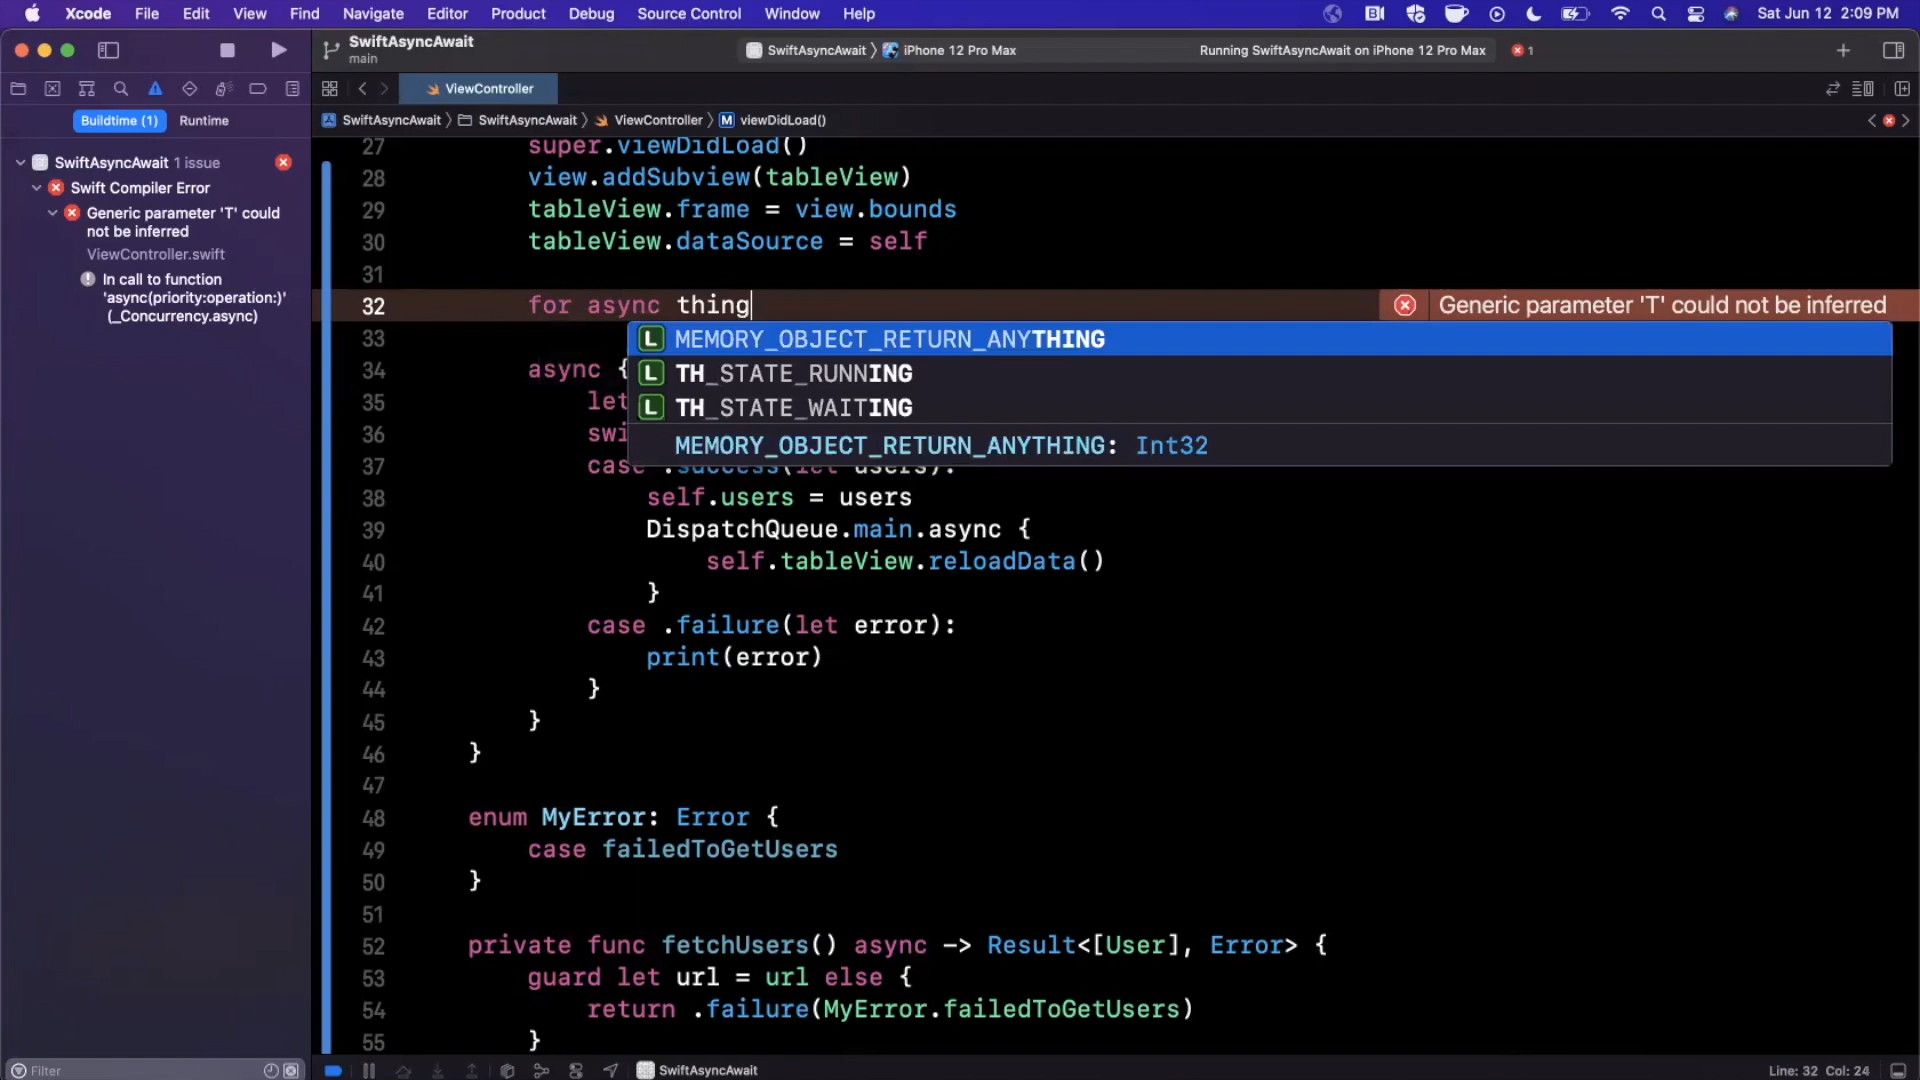 Xcode File Edit View Find Navigate Editor Product Debug Source Control Window Help Sat Jun 12 2:09 PM
SwiftAsyncAwait
main
SwiftAsyncAwait iPhone 12 Pro Max Running SwiftAsyncAwait on iPhone 12 Pro Max 1
ViewController
Buildtime (1) Runtime
SwiftAsyncAwait SwiftAsyncAwait ViewController M viewDidLoad()
SwiftAsyncAwait 1 issue
Swift Compiler Error
Generic parameter 'T' could
not be inferred
ViewController.swift
In call to function
'async(priority:operation:)'
(_Concurrency.async)
27 super.viewDidLoad()
28 view.addSubview(tableView)
29 tableView.frame = view.bounds
30 tableView.dataSource = self
31
32 for async thing Generic parameter 'T' could not be inferred
33 L MEMORY_OBJECT_RETURN_ANYTHING
34 async { L TH_STATE_RUNNING
35 let L TH_STATE_WAITING
36 swi MEMORY_OBJECT_RETURN_ANYTHING: Int32
37 case .success(let users):
38 self.users = users
39 DispatchQueue.main.async {
40 self.tableView.reloadData()
41 }
42 case .failure(let error):
43 print(error)
44 }
45 }
46 }
47
48 enum MyError: Error {
49 case failedToGetUsers
50 }
51
52 private func fetchUsers() async -> Result<[User], Error> {
53 guard let url = url else {
54 return .failure(MyError.failedToGetUsers)
55 }
Filter SwiftAsyncAwait Line: 32 Col: 24